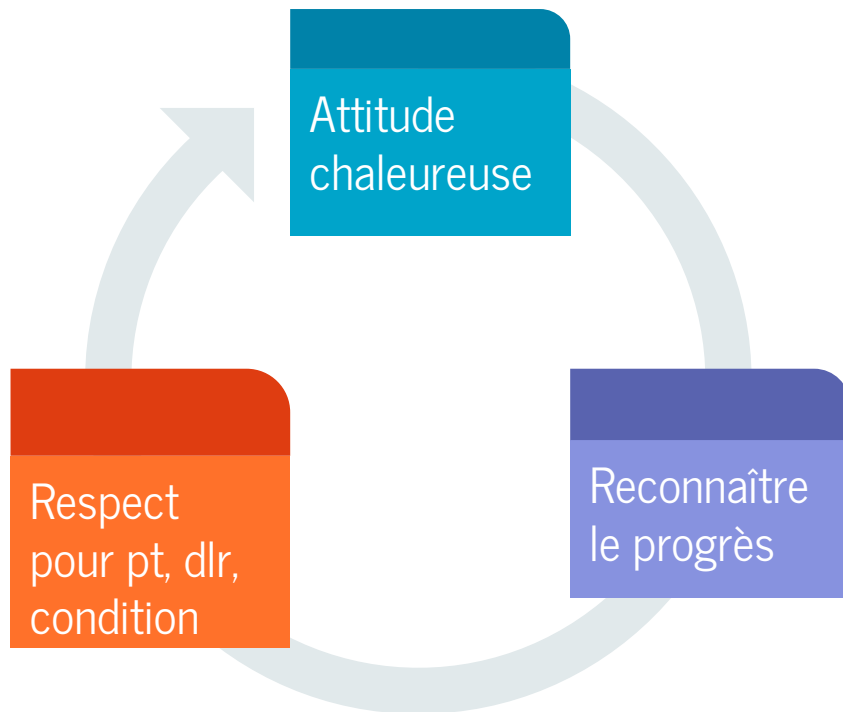 Attitude
chaleureuse
Reconnaître
le progrès
Respect
pour pt, dlr,
condition